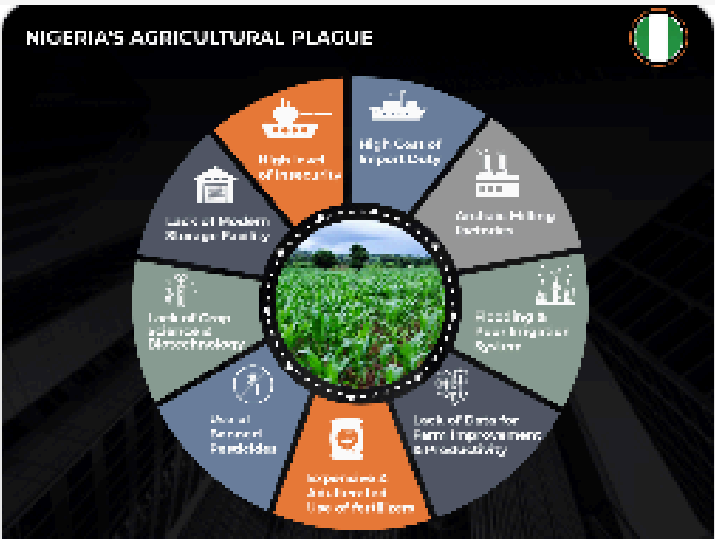 NIGERIA'S AGRICULTURAL PLAGUE
High Cost of
Import Duty
Archaic Milling
Factories
Flooding &
Poor Irrigation
System
Lack of Data for
Farm Improvement
& Productivity
Expensive &
Adulterated
Use of fertilizers
Use of
Banned
Pesticides
Lack of Crop
Science &
Biotechnology
Lack of Modern
Storage Facility
High level
of insecurity